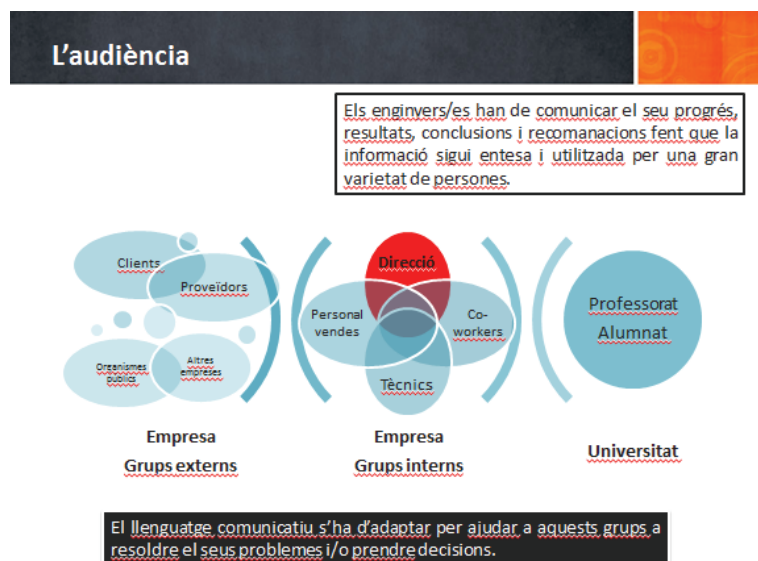 L’audiència
Els enginyers/es han de comunicar el seu progrés,
resultats, conclusions i recomanacions fent que la
informació sigui entesa i utilitzada per una gran
varietat de persones.
Clients
Proveïdors
Organismes
públics
Altres
empreses
Direcció
Personal
vendes
Co-
workers
Tècnics
Professorat
Alumnat
Empresa
Grups externs
Empresa
Grups interns
Universitat
El llenguatge comunicatiu s’ha d’adaptar per ajudar a aquests grups a
resoldre el seus problemes i/o prendre decisions.